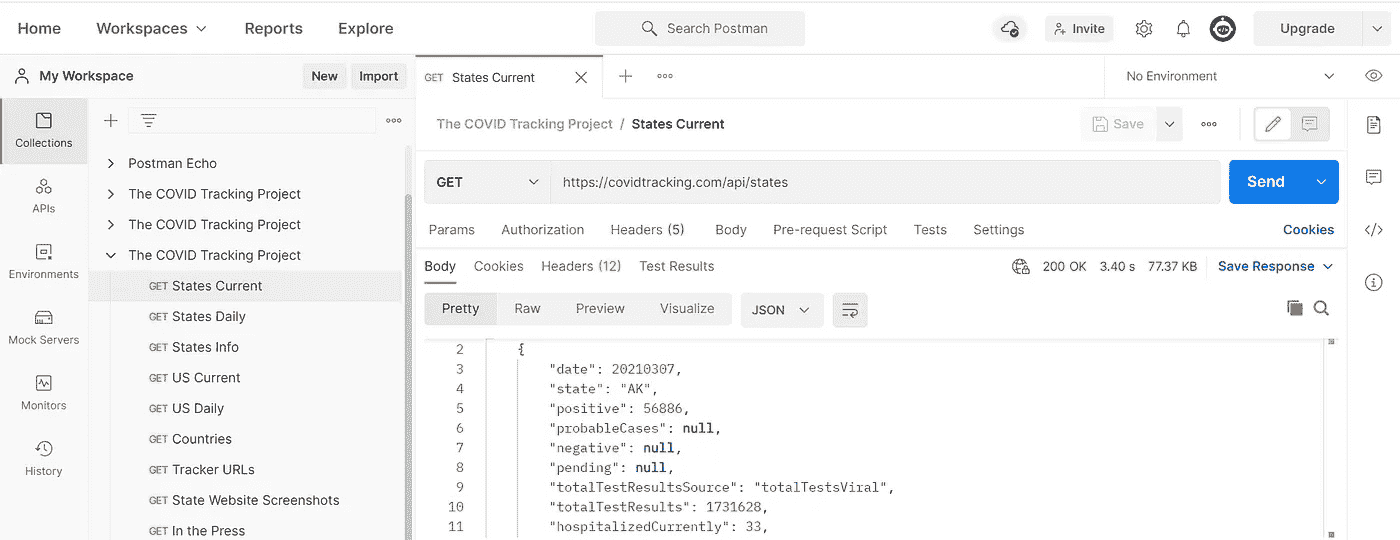 Home Workspaces Reports Explore Search Postman Invite Upgrade
My Workspace New Import
GET States Current No Environment
The COVID Tracking Project / States Current Save
Collections
APIs
Environments
Mock Servers
Monitors
History
Postman Echo
The COVID Tracking Project
The COVID Tracking Project
The COVID Tracking Project
GET States Current
GET States Daily
GET States Info
GET US Current
GET US Daily
GET Countries
GET Tracker URLs
GET State Website Screenshots
GET In the Press
GET https://covidtracking.com/api/states Send
Params Authorization Headers (5) Body Pre-request Script Tests Settings Cookies
Body Cookies Headers (12) Test Results 200 OK 3.40 s 77.37 KB Save Response
Pretty Raw Preview Visualize JSON
2 {
3 "date": 20210307,
4 "state": "AK",
5 "positive": 56886,
6 "probableCases": null,
7 "negative": null,
8 "pending": null,
9 "totalTestResultsSource": "totalTestsViral",
10 "totalTestResults": 1731628,
11 "hospitalizedCurrently": 33,